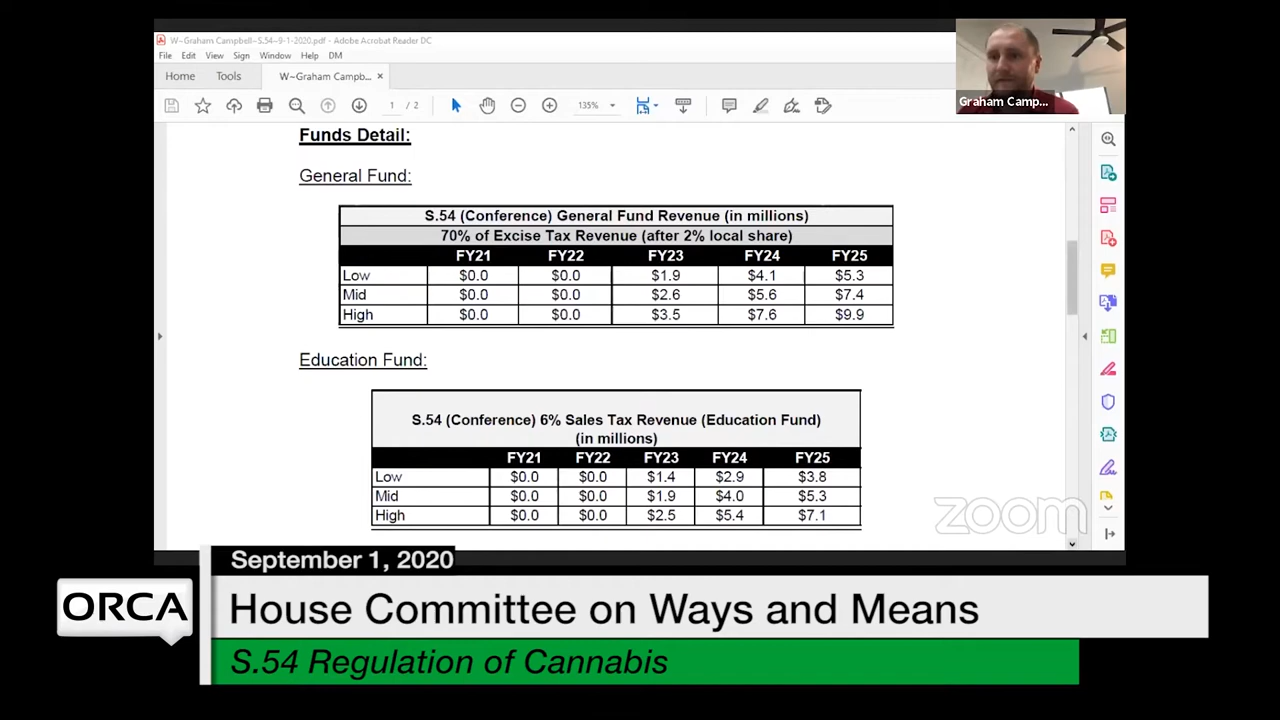 W~Graham Campbell~S.54~9-1-2020.pdf - Adobe Acrobat Reader DC
File Edit View Sign Window Help DM
Home Tools W~Graham Campb... ×
1 / 2 135%
Graham Camp...
Funds Detail:
General Fund:
S.54 (Conference) General Fund Revenue (in millions)
70% of Excise Tax Revenue (after 2% local share)
FY21 FY22 FY23 FY24 FY25
Low $0.0 $0.0 $1.9 $4.1 $5.3
Mid $0.0 $0.0 $2.6 $5.6 $7.4
High $0.0 $0.0 $3.5 $7.6 $9.9
Education Fund:
S.54 (Conference) 6% Sales Tax Revenue (Education Fund)
(in millions)
FY21 FY22 FY23 FY24 FY25
Low $0.0 $0.0 $1.4 $2.9 $3.8
Mid $0.0 $0.0 $1.9 $4.0 $5.3
High $0.0 $0.0 $2.5 $5.4 $7.1
zoom
September 1, 2020
ORCA
House Committee on Ways and Means
S.54 Regulation of Cannabis